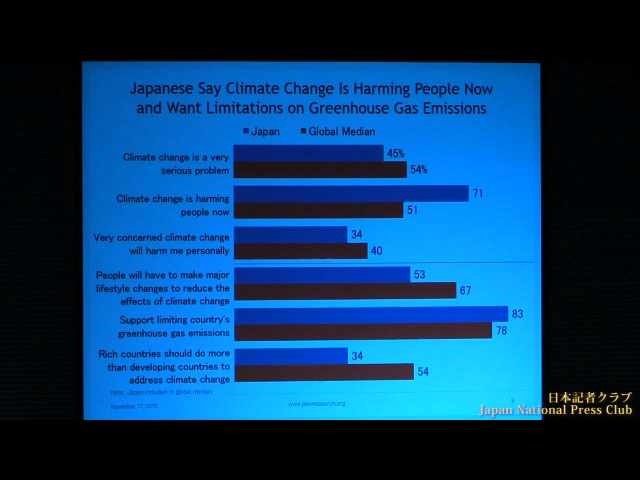 Japanese Say Climate Change Is Harming People Now
and Want Limitations on Greenhouse Gas Emissions
Japan
Global Median
Climate change is a very
serious problem
45%
54%
Climate change is harming
people now
71
51
Very concerned climate change
will harm me personally
34
40
People will have to make major
lifestyle changes to reduce the
effects of climate change
53
67
Support limiting country's
greenhouse gas emissions
83
78
Rich countries should do more
than developing countries to
address climate change
34
54
Note: Japan included in global median.
November 17, 2015
www.pewresearch.org
9
日本記者クラブ
Japan National Press Club